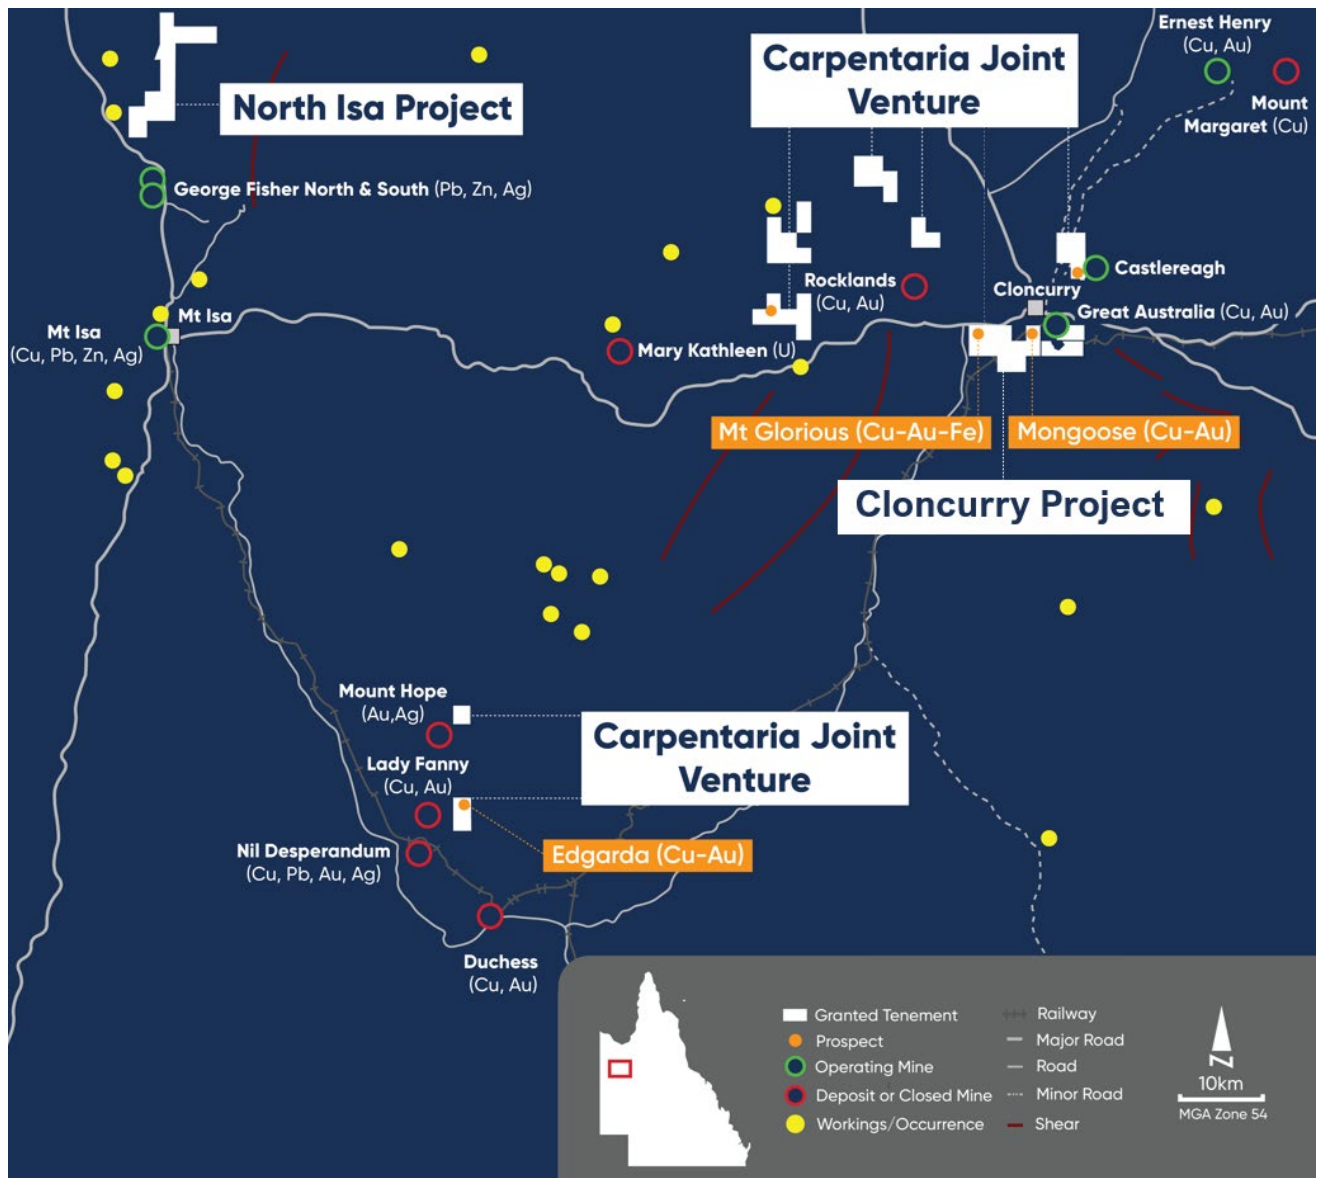 Ernest Henry
(Cu, Au)
Mount
Margaret (Cu)
Carpentaria Joint
Venture
North Isa Project
George Fisher North & South (Pb, Zn, Ag)
Castlereagh
Rocklands
(Cu, Au)
Cloncurry
Great Australia (Cu, Au)
Mt Isa
Mt Isa
(Cu, Pb, Zn, Ag)
Mary Kathleen (U)
Mt Glorious (Cu-Au-Fe)
Mongoose (Cu-Au)
Cloncurry Project
Mount Hope
(Au,Ag)
Carpentaria Joint
Venture
Lady Fanny
(Cu, Au)
Nil Desperandum
(Cu, Pb, Au, Ag)
Edgarda (Cu-Au)
Duchess
(Cu, Au)
Granted Tenement
Prospect
Operating Mine
Deposit or Closed Mine
Workings/Occurrence
Railway
Major Road
Road
Minor Road
Shear
N
10km
MGA Zone 54